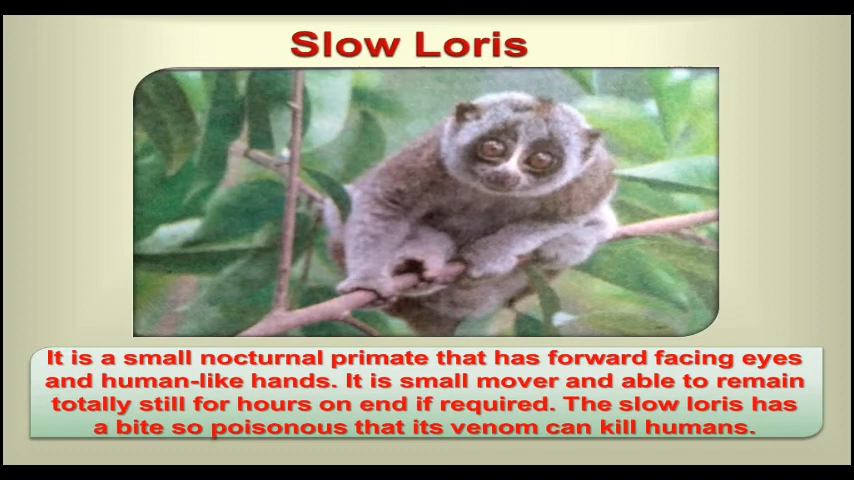 Slow Loris
It is a small nocturnal primate that has forward facing eyes
and human-like hands. It is small mover and able to remain
totally still for hours on end if required. The slow loris has
a bite so poisonous that its venom can kill humans.